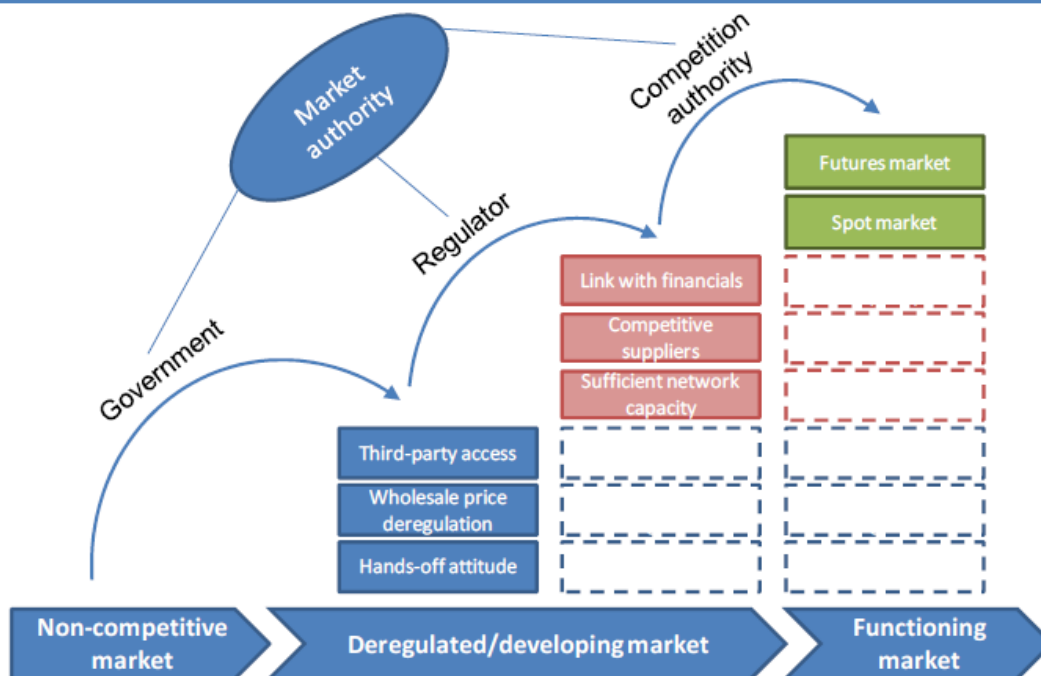 Market
authority
Competition
authority
Government
Regulator
Futures market
Spot market
Link with financials
Competitive
suppliers
Sufficient network
capacity
Third-party access
Wholesale price
deregulation
Hands-off attitude
Non-competitive
market
Deregulated/developing market
Functioning
market